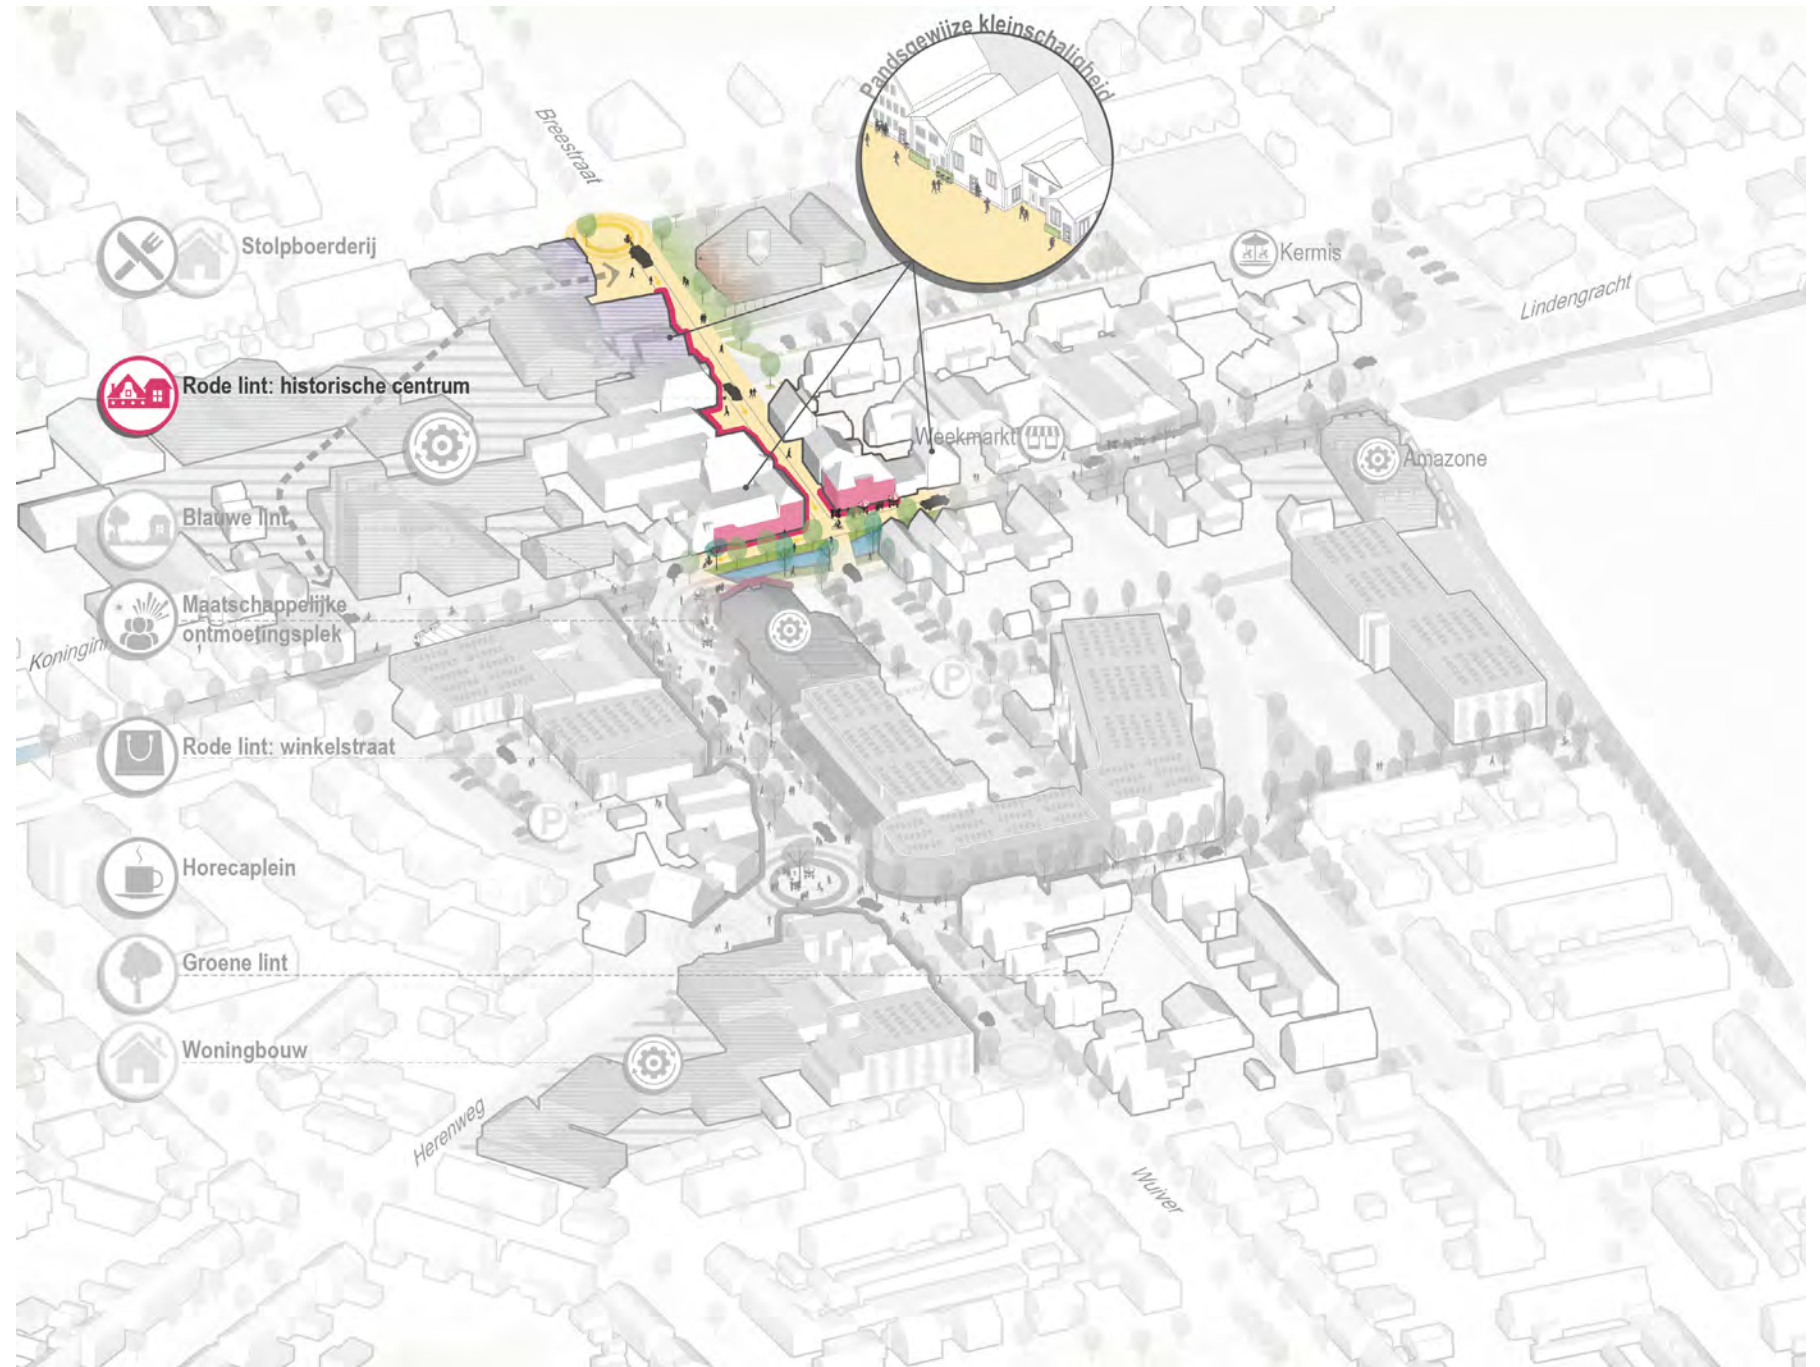 Pandsgewijze kleinschaligheid
Breestraat
Stolpboerderij
Kermis
Lindengracht
Rode lint: historische centrum
Weekmarkt
Amazone
Blauwe lint
Maatschappelijke
ontmoetingsplek
Koningin
P
Rode lint: winkelstraat
P
Horecaplein
Groene lint
Woningbouw
Herenweg
Wuiver